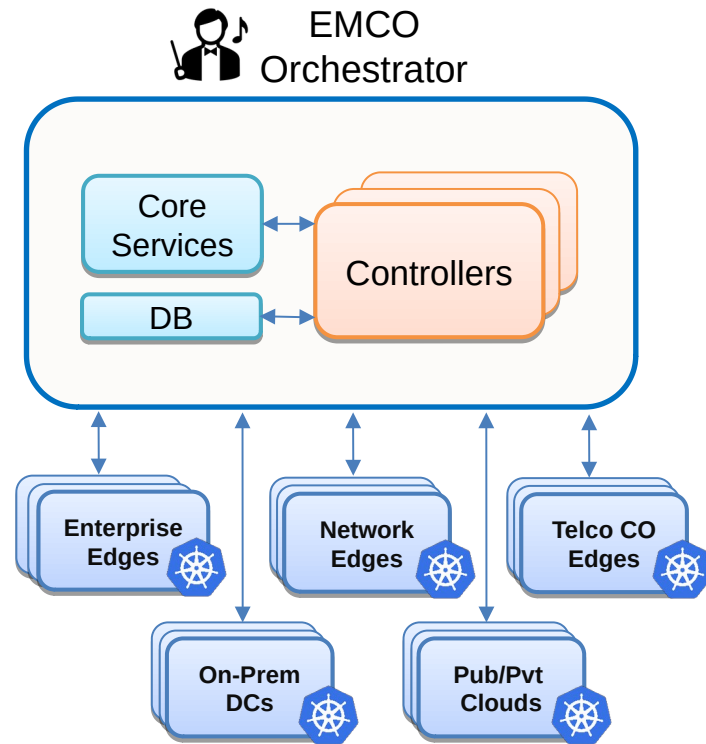 EMCO
Orchestrator
Core
Services
Controllers
DB
Enterprise
Edges
Network
Edges
Telco CO
Edges
On-Prem
DCs
Pub/Pvt
Clouds